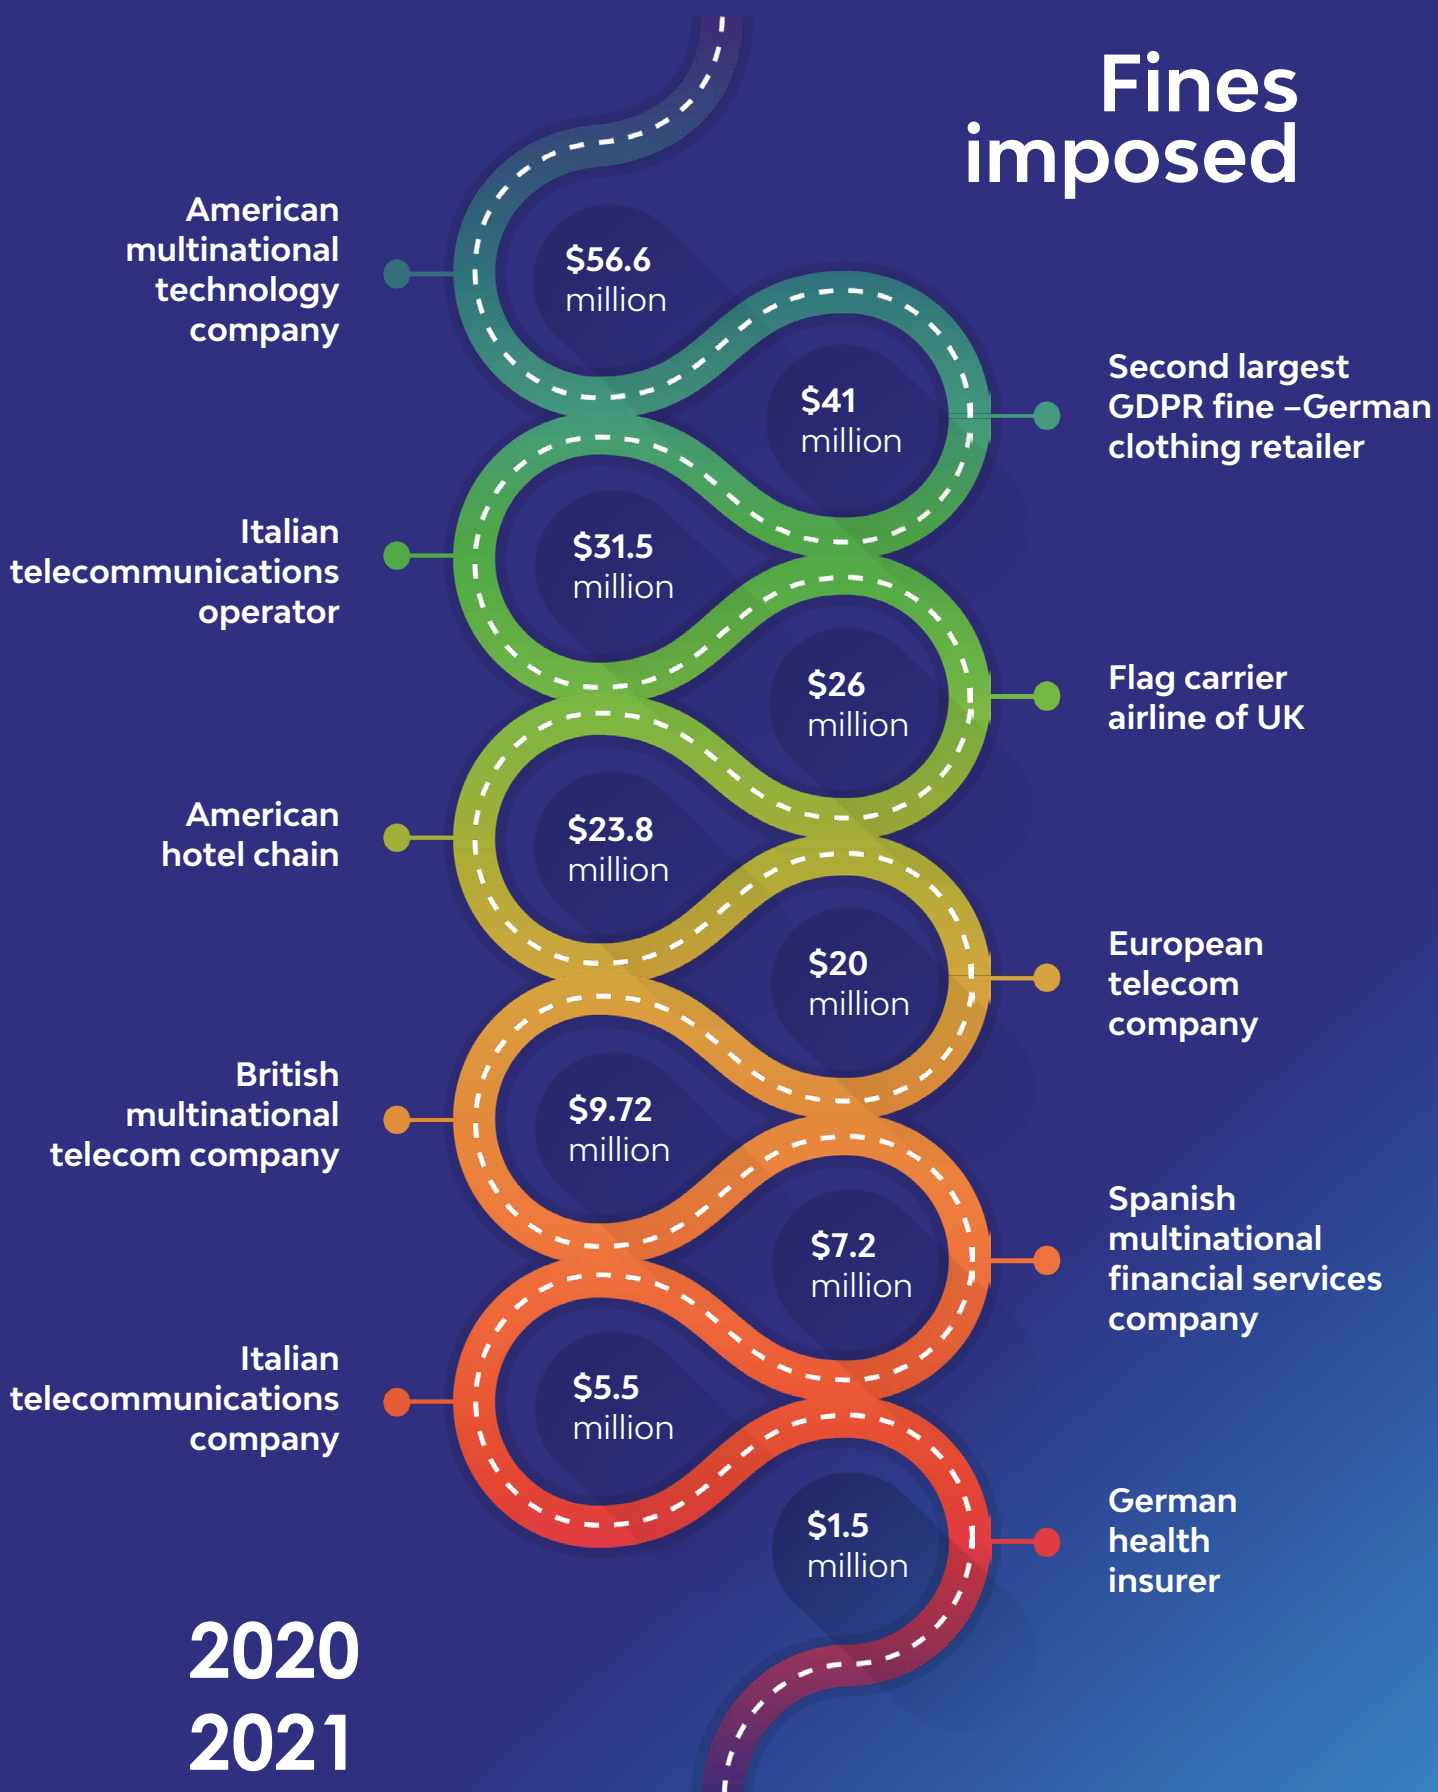 Fines
imposed
American
multinational
technology
company
$56.6
million
$41
million
Second largest
GDPR fine –German
clothing retailer
Italian
telecommunications
operator
$31.5
million
$26
million
Flag carrier
airline of UK
American
hotel chain
$23.8
million
$20
million
European
telecom
company
British
multinational
telecom company
$9.72
million
$7.2
million
Spanish
multinational
financial services
company
Italian
telecommunications
company
$5.5
million
$1.5
million
German
health
insurer
2020
2021